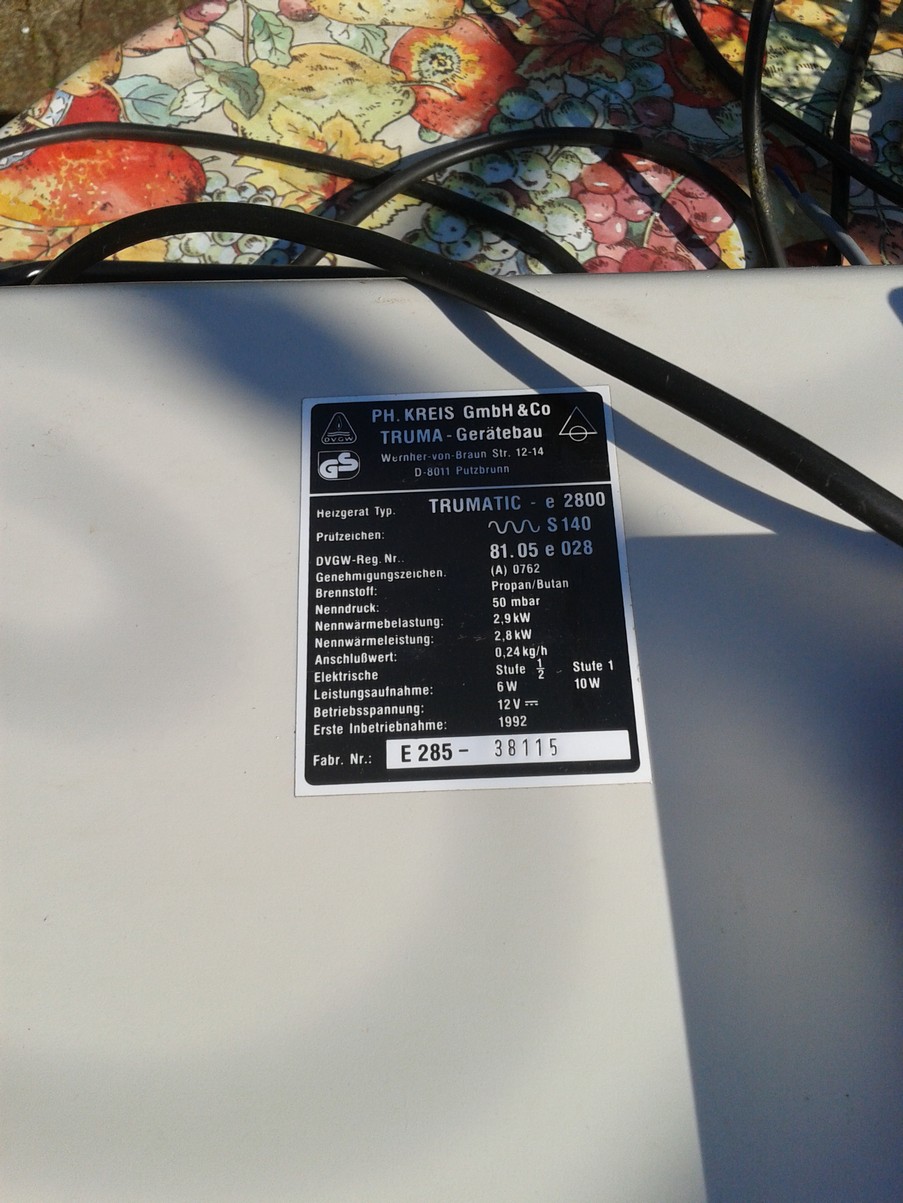 PH. KREIS GmbH & Co
TRUMA - Gerätebau
DVGW
GS
Wernher-von-Braun Str. 12-14
D-8011 Putzbrunn
Heizgerät Typ. TRUMATIC - e 2800
Prüfzeichen: S 140
DVGW-Reg. Nr.: 81.05 e 028
Genehmigungszeichen. (A) 0762
Brennstoff: Propan/Butan
Nenndruck: 50 mbar
Nennwärmebelastung: 2,9 kW
Nennwärmeleistung: 2,8 kW
Anschlußwert: 0,24 kg/h
Elektrische Stufe 1/2 Stufe 1
Leistungsaufnahme: 6 W 10 W
Betriebsspannung: 12 V
Erste Inbetriebnahme: 1992
Fabr. Nr.: E 285 - 38115